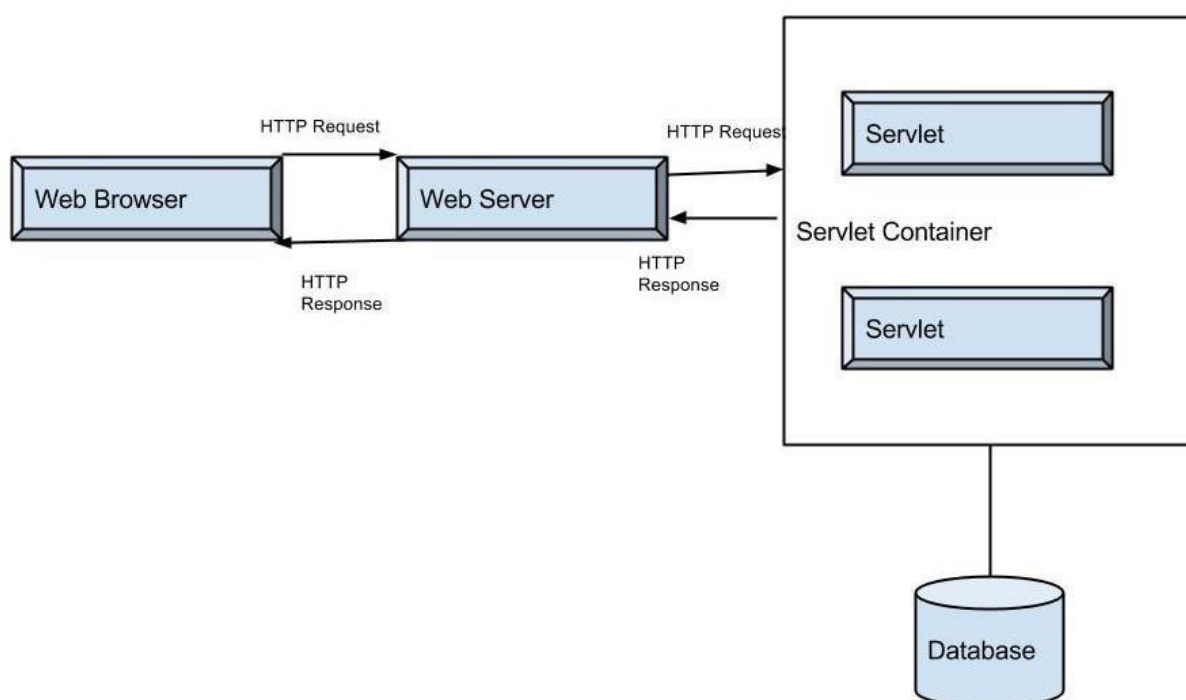 HTTP Request
HTTP Request
Servlet
Web Browser
Web Server
Servlet Container
HTTP
Response
HTTP
Response
Servlet
Database